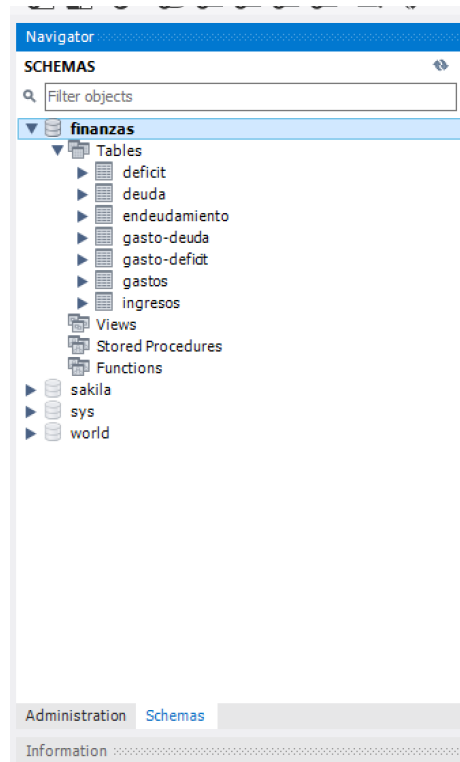 Navigator
SCHEMAS
Filter objects
finanzas
Tables
deficit
deuda
endeudamiento
gasto-deuda
gasto-deficit
gastos
ingresos
Views
Stored Procedures
Functions
sakila
sys
world
Administration Schemas
Information